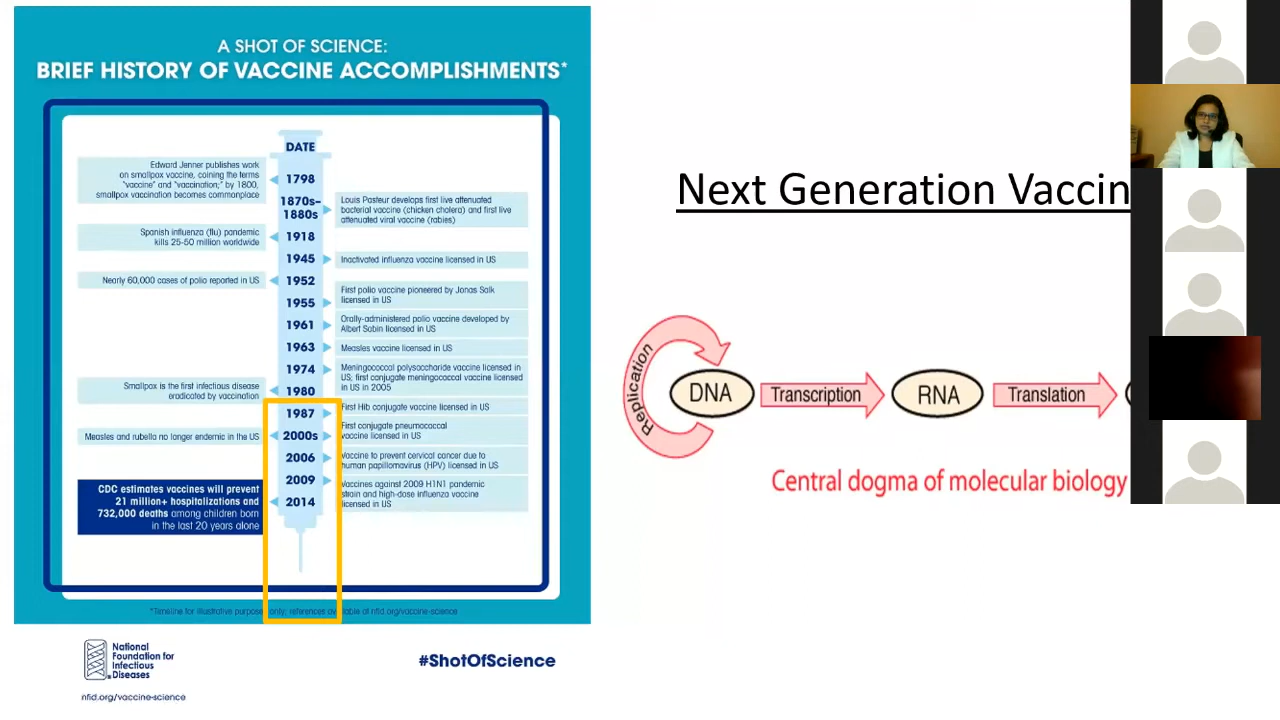 A SHOT OF SCIENCE:
BRIEF HISTORY OF VACCINE ACCOMPLISHMENTS*
DATE
Edward Jenner publishes work
on smallpox vaccine, coining the terms
"vaccine" and "vaccination;" by 1800,
smallpox vaccination becomes commonplace
1798
1870s–
1880s
Louis Pasteur develops first live attenuated
bacterial vaccine (chicken cholera) and first live
attenuated viral vaccine (rabies)
Spanish influenza (flu) pandemic
kills 25-50 million worldwide
1918
1945
Inactivated influenza vaccine licensed in US
Nearly 60,000 cases of polio reported in US
1952
1955
First polio vaccine pioneered by Jonas Salk
licensed in US
1961
Orally-administered polio vaccine developed by
Albert Sabin licensed in US
1963
Measles vaccine licensed in US
1974
Meningococcal polysaccharide vaccine licensed in
US; first conjugate meningococcal vaccine licensed
in US in 2005
Smallpox is the first infectious disease
eradicated by vaccination
1980
1987
First Hib conjugate vaccine licensed in US
Measles and rubella no longer endemic in the US
2000s
First conjugate pneumococcal
vaccine licensed in US
2006
Vaccine to prevent cervical cancer due to
human papillomavirus (HPV) licensed in US
2009
Vaccines against 2009 H1N1 pandemic
strain and high-dose influenza vaccine
licensed in US
CDC estimates vaccines will prevent
21 million+ hospitalizations and
732,000 deaths among children born
in the last 20 years alone
2014
*Timeline for illustrative purposes only; references available at nfid.org/vaccine-science
National
Foundation for
Infectious
Diseases
#ShotOfScience
nfid.org/vaccine-science
Next Generation Vaccin
Replication
DNA
Transcription
RNA
Translation
Central dogma of molecular biology